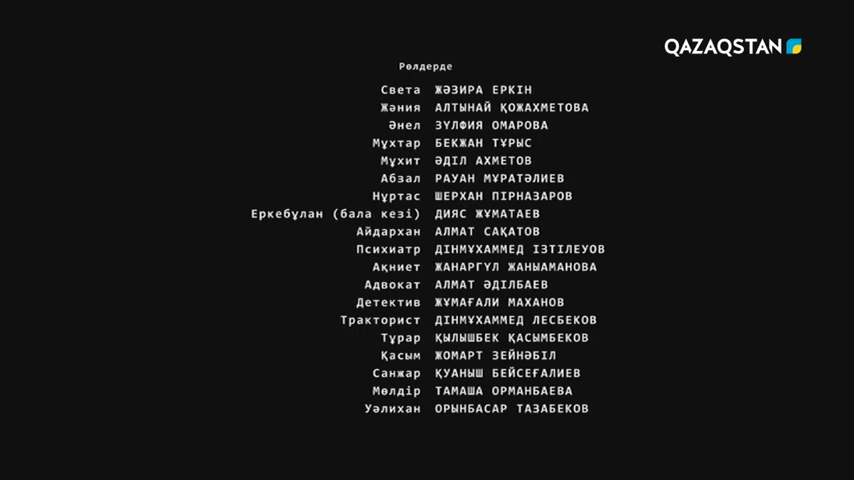 QAZAQSTAN
Рөлдерде
Света ЖӘЗИРА ЕРКІН
Жәния АЛТЫНАЙ ҚОЖАХМЕТОВА
Әнел ЗҮЛФИЯ ОМАРОВА
Мұхтар БЕКЖАН ТҰРЫС
Мұхит ӘДІЛ АХМЕТОВ
Абзал РАУАН МҰРАТӘЛИЕВ
Нұртас ШЕРХАН ПІРНАЗАРОВ
Еркебұлан (бала кезі) ДИЯС ЖҰМАТАЕВ
Айдархан АЛМАТ САҚАТОВ
Психиатр ДІНМҰХАММЕД ІЗТІЛЕУОВ
Ақниет ЖАНАРГҮЛ ЖАНЫАМАНОВА
Адвокат АЛМАТ ӘДІЛБАЕВ
Детектив ЖҰМАҒАЛИ МАХАНОВ
Тракторист ДІНМҰХАММЕД ЛЕСБЕКОВ
Тұрар ҚЫЛЫШБЕК ҚАСЫМБЕКОВ
Қасым ЖОМАРТ ЗЕЙНӘБІЛ
Санжар ҚУАНЫШ БЕЙСЕҒАЛИЕВ
Мөлдір ТАМАША ОРМАНБАЕВА
Уәлихан ОРЫНБАСАР ТАЗАБЕКОВ